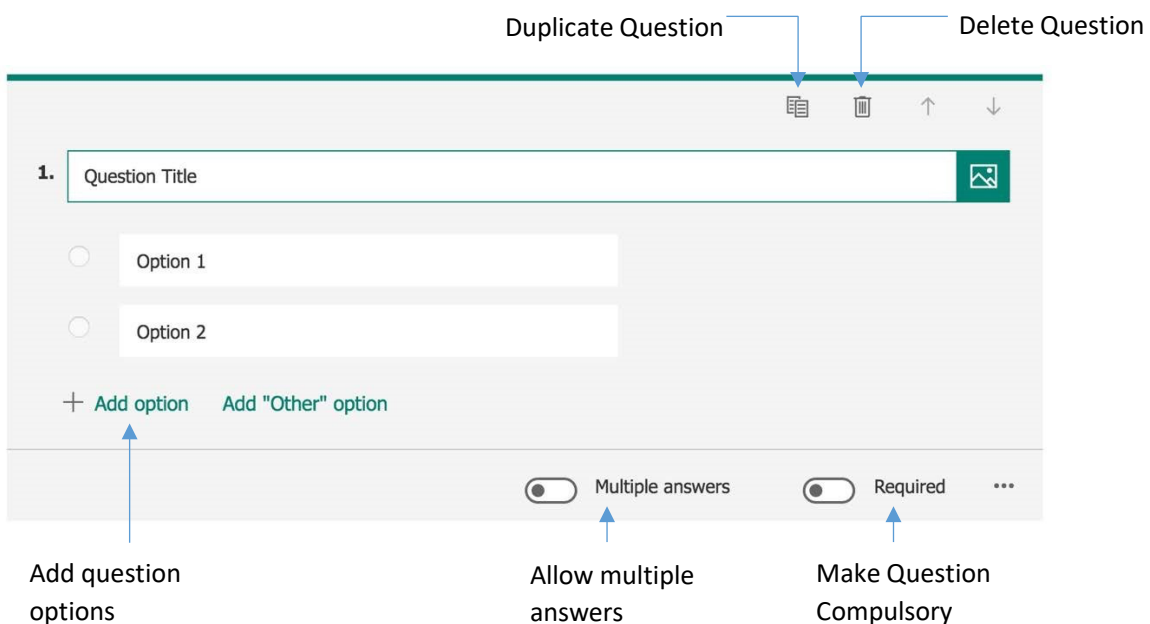 Duplicate Question Delete Question
1. Question Title
Option 1
Option 2
+ Add option Add "Other" option
Multiple answers Required ...
Add question
options
Allow multiple
answers
Make Question
Compulsory